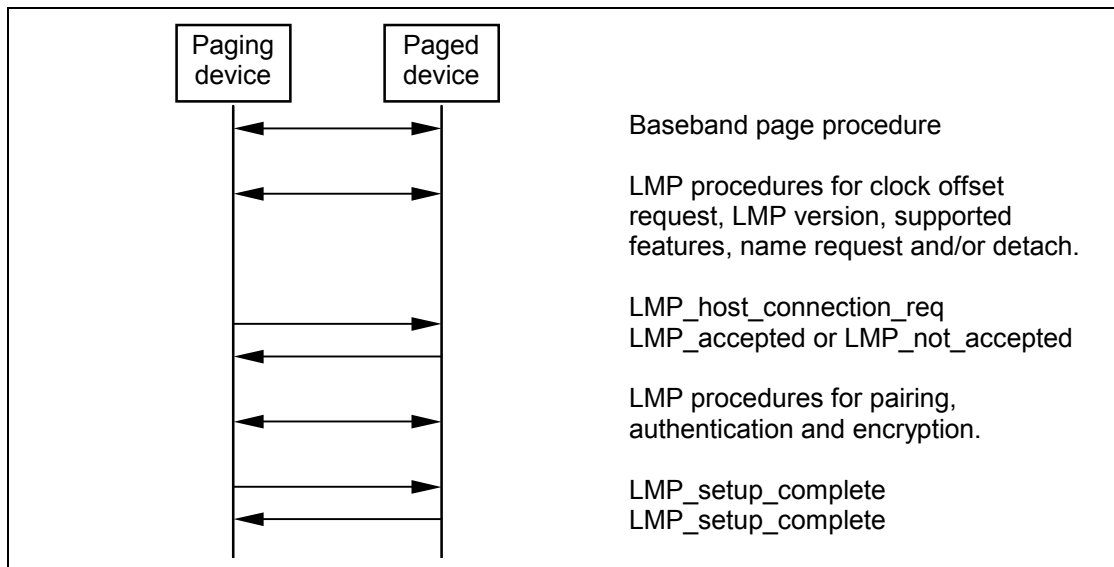 Paging
device
Paged
device
Baseband page procedure
LMP procedures for clock offset
request, LMP version, supported
features, name request and/or detach.
LMP_host_connection_req
LMP_accepted or LMP_not_accepted
LMP procedures for pairing,
authentication and encryption.
LMP_setup_complete
LMP_setup_complete